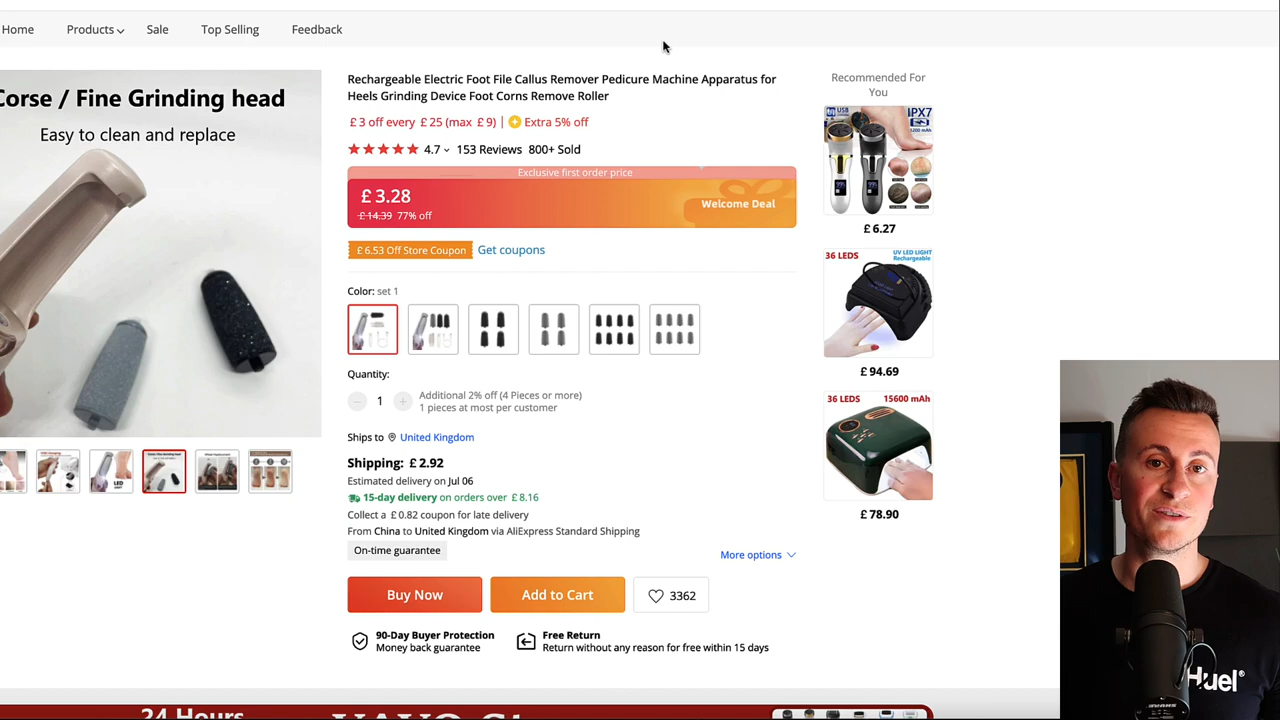 Home
Products
Sale
Top Selling
Feedback
Corse / Fine Grinding head
Easy to clean and replace
Rechargeable Electric Foot File Callus Remover Pedicure Machine Apparatus for
Heels Grinding Device Foot Corns Remove Roller
£3 off every £25 (max £9) | Extra 5% off
4.7
153 Reviews
800+ Sold
Exclusive first order price
£3.28
£14.39 77% off
Welcome Deal
£6.53 Off Store Coupon
Get coupons
Color: set 1
Quantity:
1
Additional 2% off (4 Pieces or more)
1 pieces at most per customer
Ships to United Kingdom
Shipping: £2.92
Estimated delivery on Jul 06
15-day delivery on orders over £8.16
Collect a £0.82 coupon for late delivery
From China to United Kingdom via AliExpress Standard Shipping
On-time guarantee
More options
Buy Now
Add to Cart
3362
90-Day Buyer Protection
Money back guarantee
Free Return
Return without any reason for free within 15 days
Recommended For
You
USB
IPX7
1200 mAh
£6.27
36 LEDS
UV LED LIGHT
Rechargeable
£94.69
36 LEDS
15600 mAh
£78.90
Huel®
24 Hours